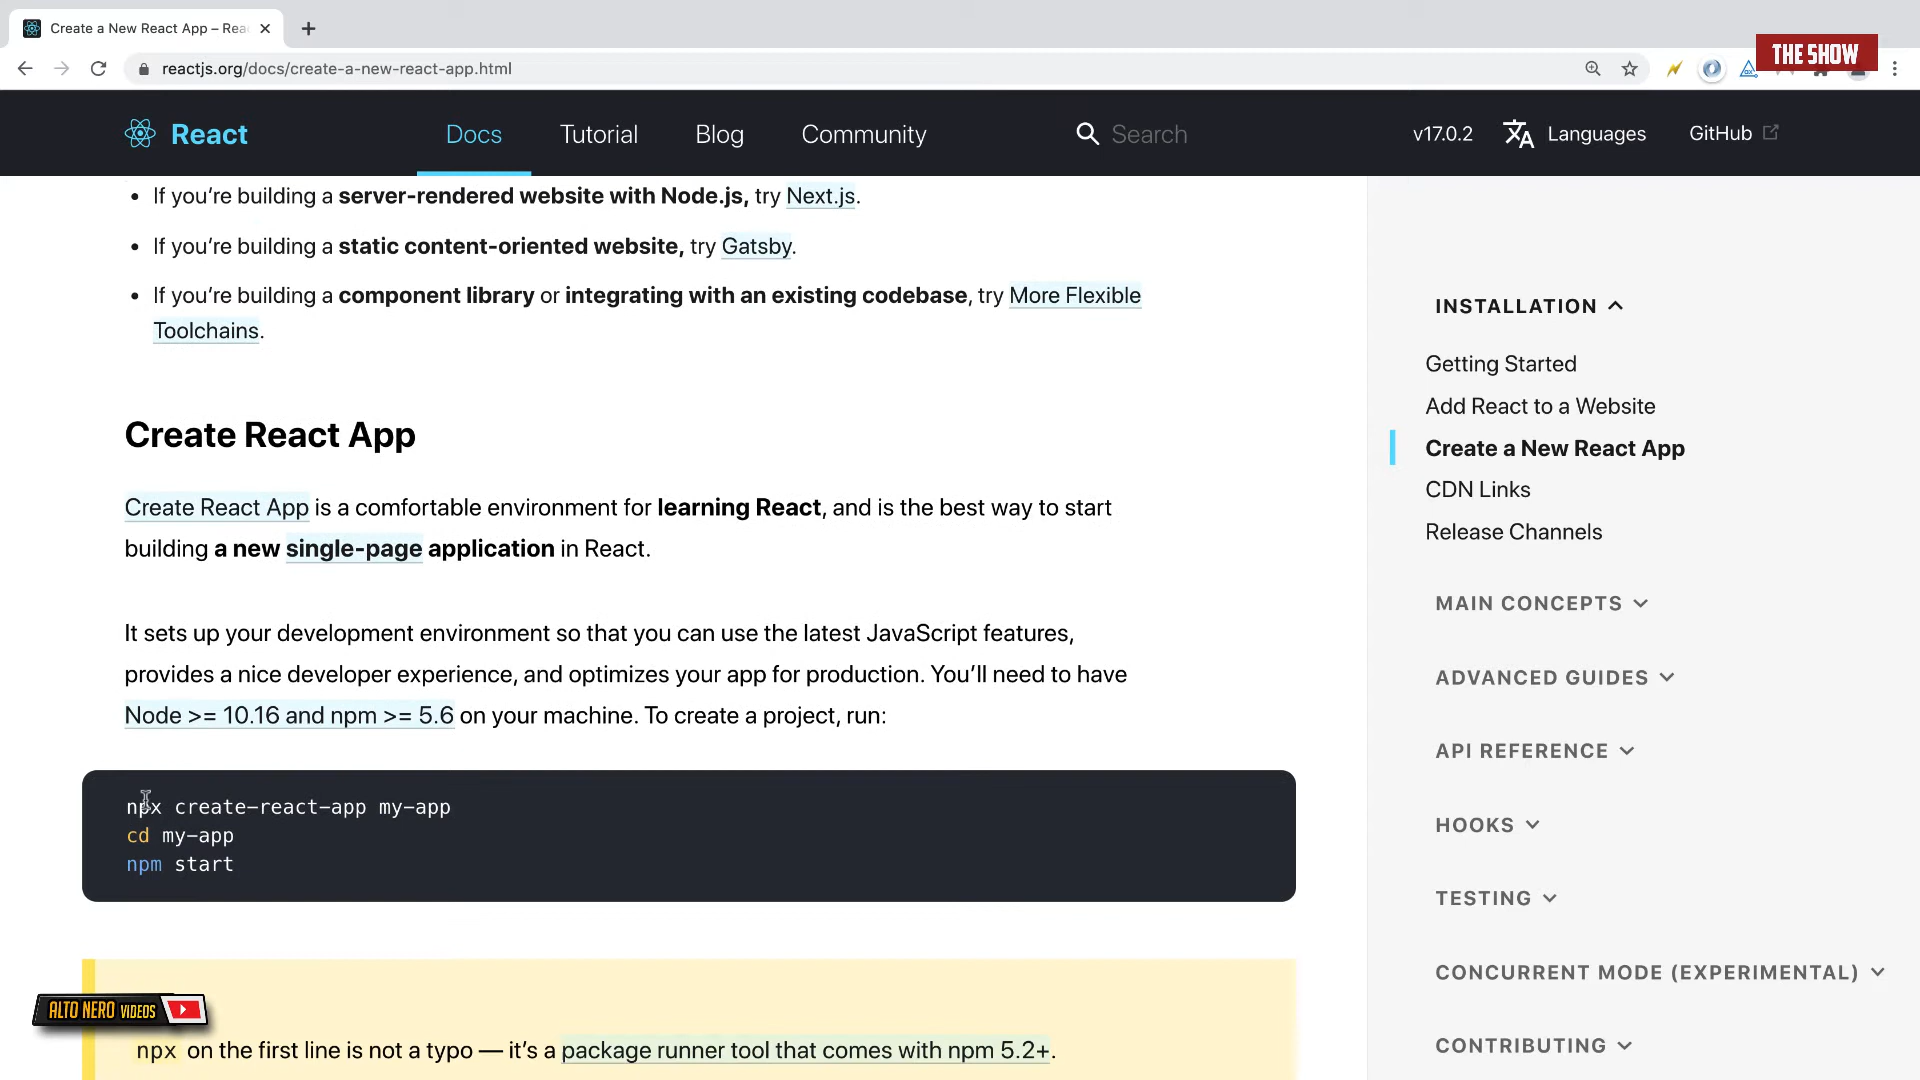 Create a New React App – Rea
reactjs.org/docs/create-a-new-react-app.html
THE SHOW
React
Docs
Tutorial
Blog
Community
Search
v17.0.2
Languages
GitHub
If you’re building a server-rendered website with Node.js, try Next.js.
If you’re building a static content-oriented website, try Gatsby.
If you’re building a component library or integrating with an existing codebase, try More Flexible
Toolchains.
Create React App
Create React App is a comfortable environment for learning React, and is the best way to start
building a new single-page application in React.
It sets up your development environment so that you can use the latest JavaScript features,
provides a nice developer experience, and optimizes your app for production. You’ll need to have
Node >= 10.16 and npm >= 5.6 on your machine. To create a project, run:
npx create-react-app my-app
cd my-app
npm start
npx on the first line is not a typo — it’s a package runner tool that comes with npm 5.2+.
ALTO NERO VIDEOS
INSTALLATION
Getting Started
Add React to a Website
Create a New React App
CDN Links
Release Channels
MAIN CONCEPTS
ADVANCED GUIDES
API REFERENCE
HOOKS
TESTING
CONCURRENT MODE (EXPERIMENTAL)
CONTRIBUTING